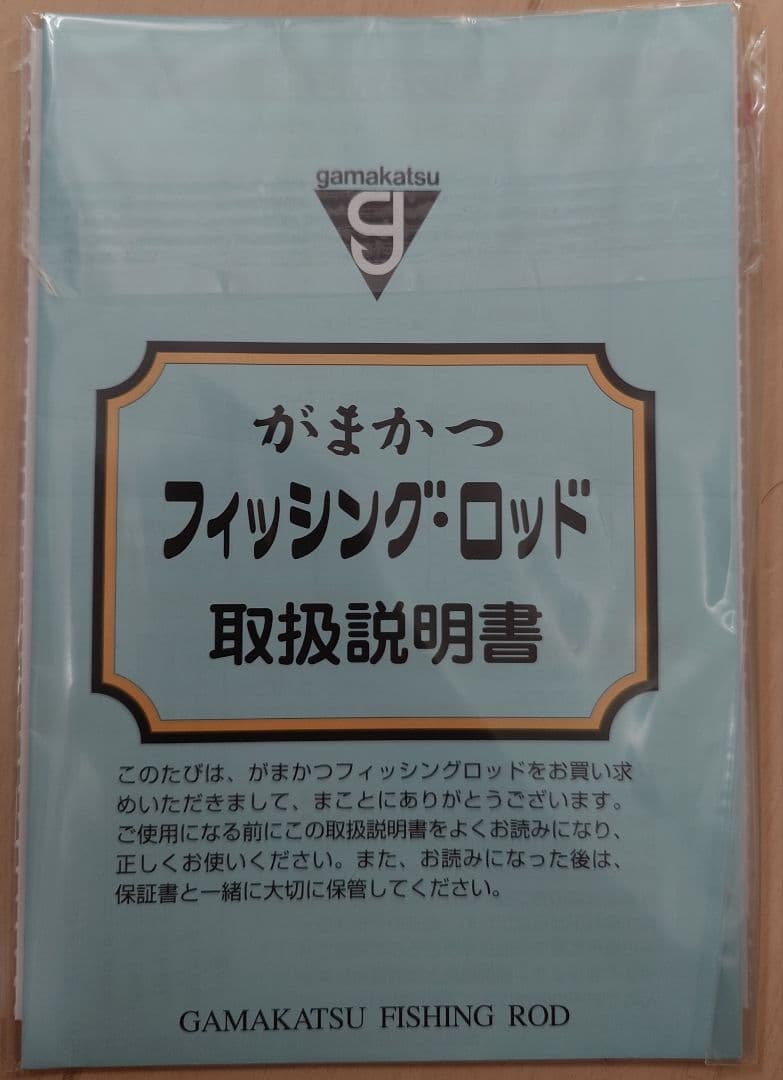 gamakatsu
g
がまかつ
フィッシング・ロッド
取扱説明書
このたびは、がまかつフィッシングロッドをお買い求
めいただきまして、まことにありがとうございます。
ご使用になる前にこの取扱説明書をよくお読みになり、
正しくお使いください。また、お読みになった後は、
保証書と一緒に大切に保管してください。
GAMAKATSU FISHING ROD